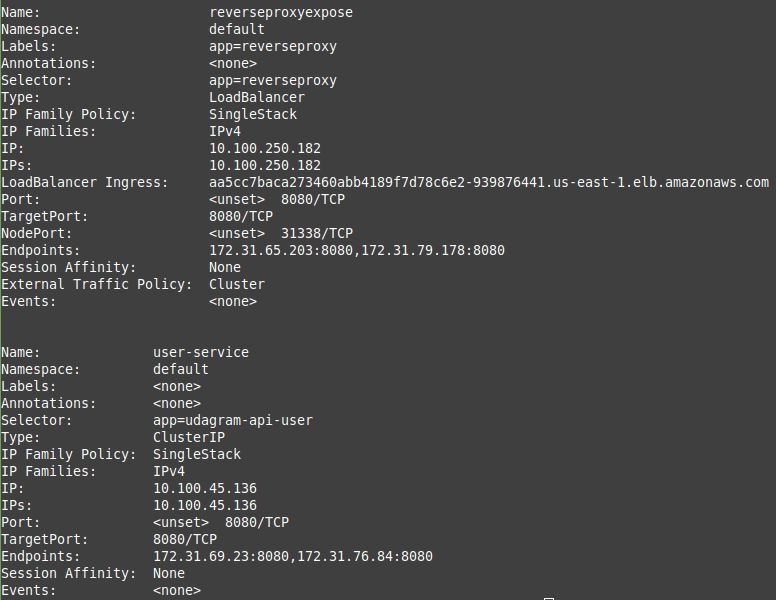 Name:                     reverseproxyexpose
Namespace:                default
Labels:                   app=reverseproxy
Annotations:              <none>
Selector:                 app=reverseproxy
Type:                     LoadBalancer
IP Family Policy:         SingleStack
IP Families:              IPv4
IP:                       10.100.250.182
IPs:                      10.100.250.182
LoadBalancer Ingress:     aa5cc7baca273460abb4189f7d78c6e2-939876441.us-east-1.elb.amazonaws.com
Port:                     <unset>  8080/TCP
TargetPort:               8080/TCP
NodePort:                 <unset>  31338/TCP
Endpoints:                172.31.65.203:8080,172.31.79.178:8080
Session Affinity:         None
External Traffic Policy:  Cluster
Events:                   <none>
Name:              user-service
Namespace:         default
Labels:            <none>
Annotations:       <none>
Selector:          app=udagram-api-user
Type:              ClusterIP
IP Family Policy:  SingleStack
IP Families:       IPv4
IP:                10.100.45.136
IPs:               10.100.45.136
Port:              <unset>  8080/TCP
TargetPort:        8080/TCP
Endpoints:         172.31.69.23:8080,172.31.76.84:8080
Session Affinity:  None
Events:            <none>